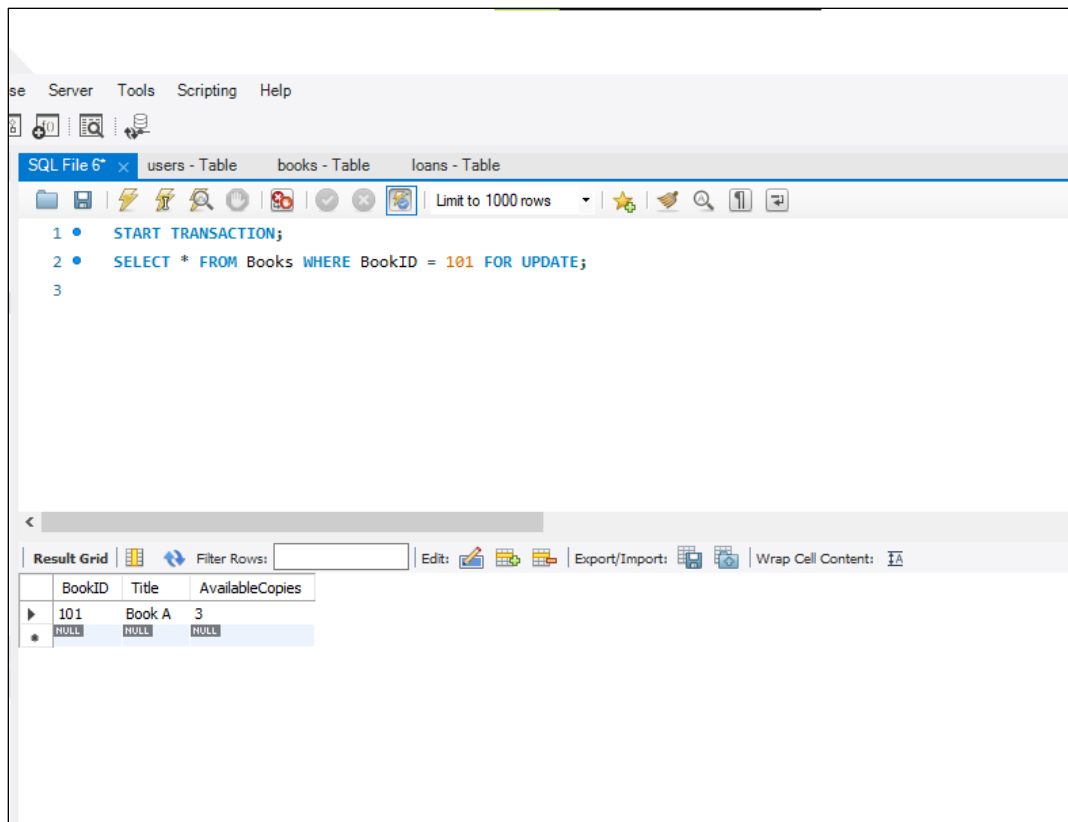 se Server Tools Scripting Help
SQL File 6* × users - Table books - Table loans - Table
Limit to 1000 rows
1 START TRANSACTION;
2 SELECT * FROM Books WHERE BookID = 101 FOR UPDATE;
3
Result Grid Filter Rows: Edit: Export/Import: Wrap Cell Content: IA
BookID Title AvailableCopies
101 Book A 3
NULL NULL NULL